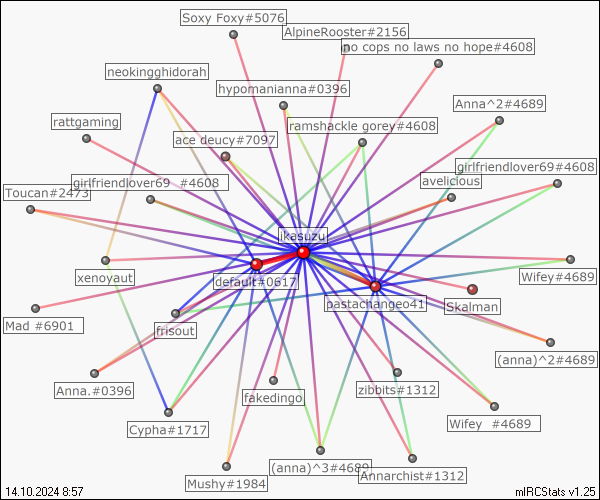 Soxy Foxy#5076
AlpineRooster#2156
no cops no laws no hope#4608
neokingghidorah
hypomanianna#0396
Anna^2#4689
rattgaming
ramshackle gorey#4608
ace deucy#7097
girlfriendlover69#4608
girlfriendlover69__#4608
avelicious
Toucan#2473
ikasuzu
xenoyaut
default#0617
Wifey#4689
pastachangeo41
Skalman
Mad #6901
frisout
(anna)^2#4689
Anna.#0396
fakedingo
zibbits#1312
Cypha#1717
Wifey_#4689
(anna)^3#4689
Annarchist#1312
Mushy#1984
14.10.2024 8:57
mIRCStats v1.25